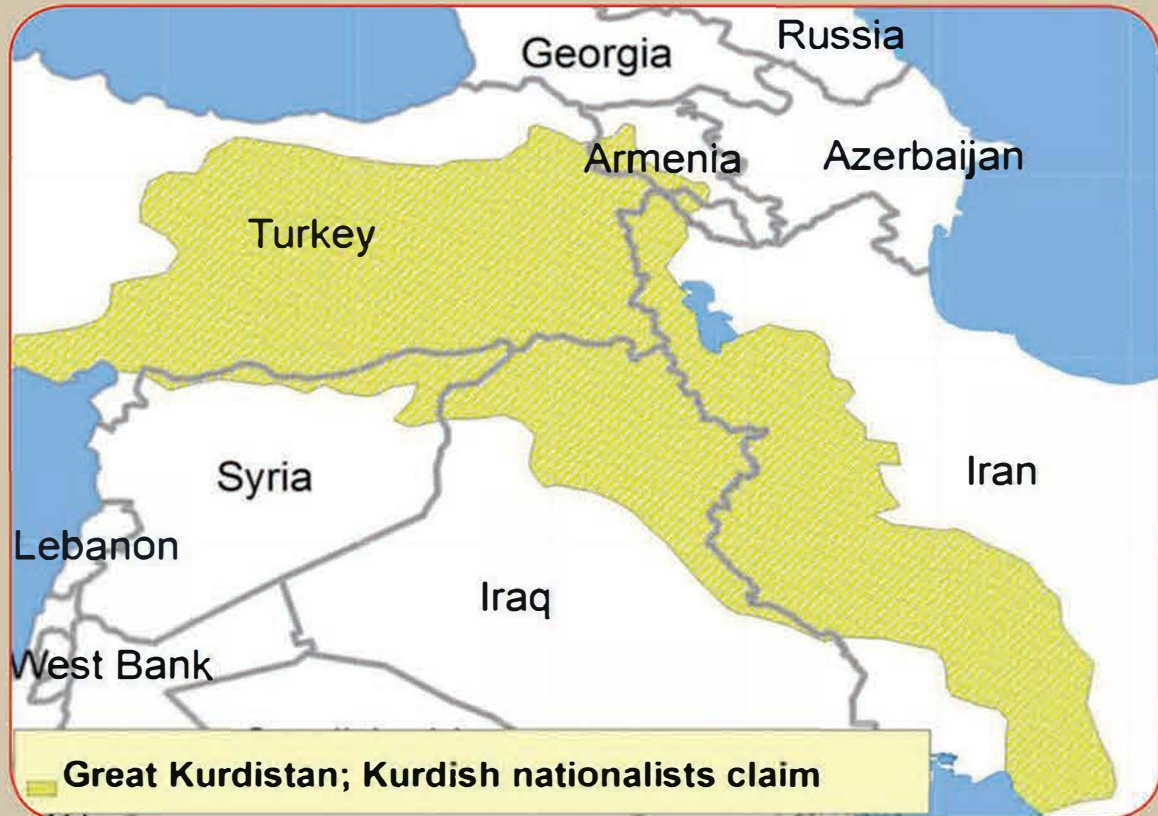 Russia
Georgia
Armenia
Azerbaijan
Turkey
Syria
Iran
Lebanon
Iraq
West Bank
Great Kurdistan; Kurdish nationalists claim